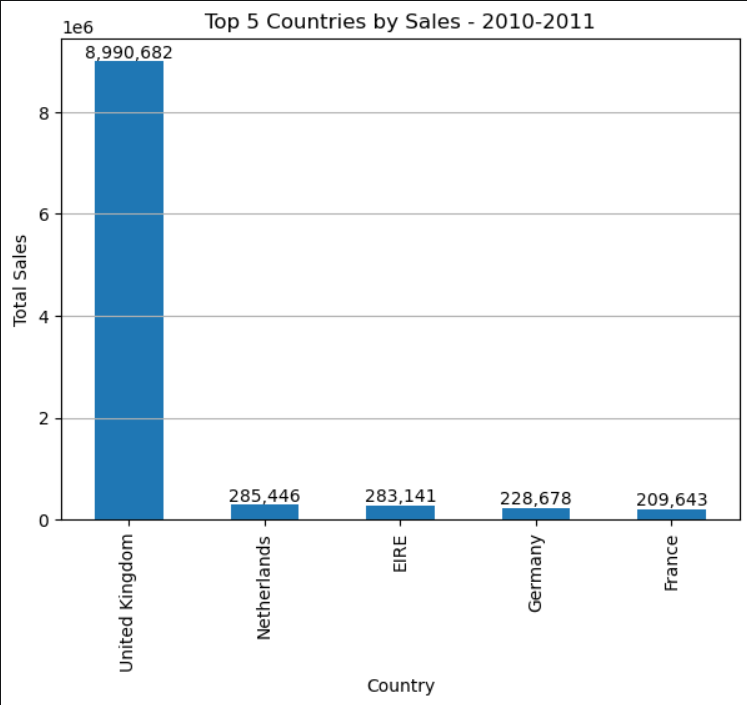 Top 5 Countries by Sales - 2010-2011
1e6
8,990,682
8
6
4
2
0
Total Sales
285,446
283,141
228,678
209,643
United Kingdom
Netherlands
EIRE
Germany
France
Country